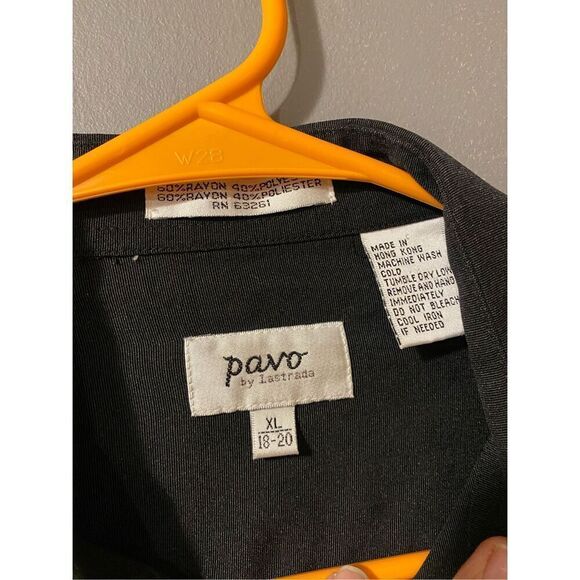 W28
60%RAYON 40%POLYES
60%RAYON 40%POLIESTER
RN 63261
MADE IN
HONG KONG
MACHINE WASH
COLD
TUMBLE DRY LOW
REMOVE AND HANG
IMMEDIATELY
DO NOT BLEACH
COOL IRON
IF NEEDED
pavo
by lastrada
XL
18-20